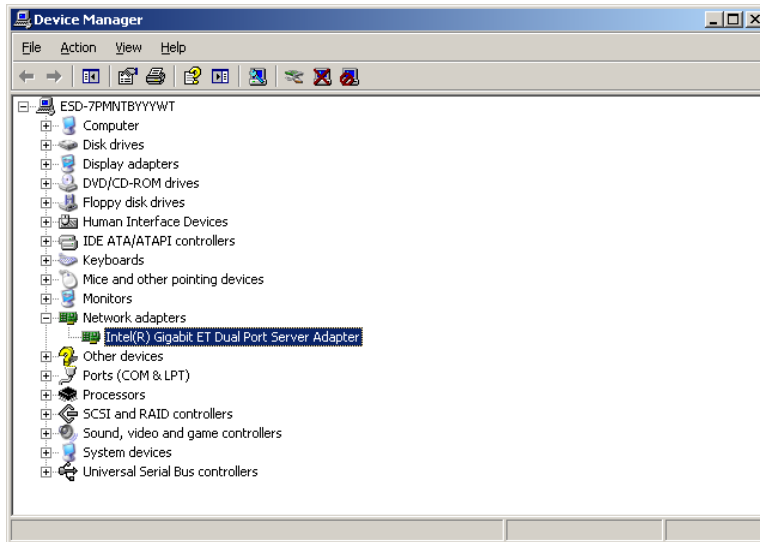 Device Manager
File Action View Help
ESD-7PMNTBYYYWT
Computer
Disk drives
Display adapters
DVD/CD-ROM drives
Floppy disk drives
Human Interface Devices
IDE ATA/ATAPI controllers
Keyboards
Mice and other pointing devices
Monitors
Network adapters
Intel(R) Gigabit ET Dual Port Server Adapter
Other devices
Ports (COM & LPT)
Processors
SCSI and RAID controllers
Sound, video and game controllers
System devices
Universal Serial Bus controllers